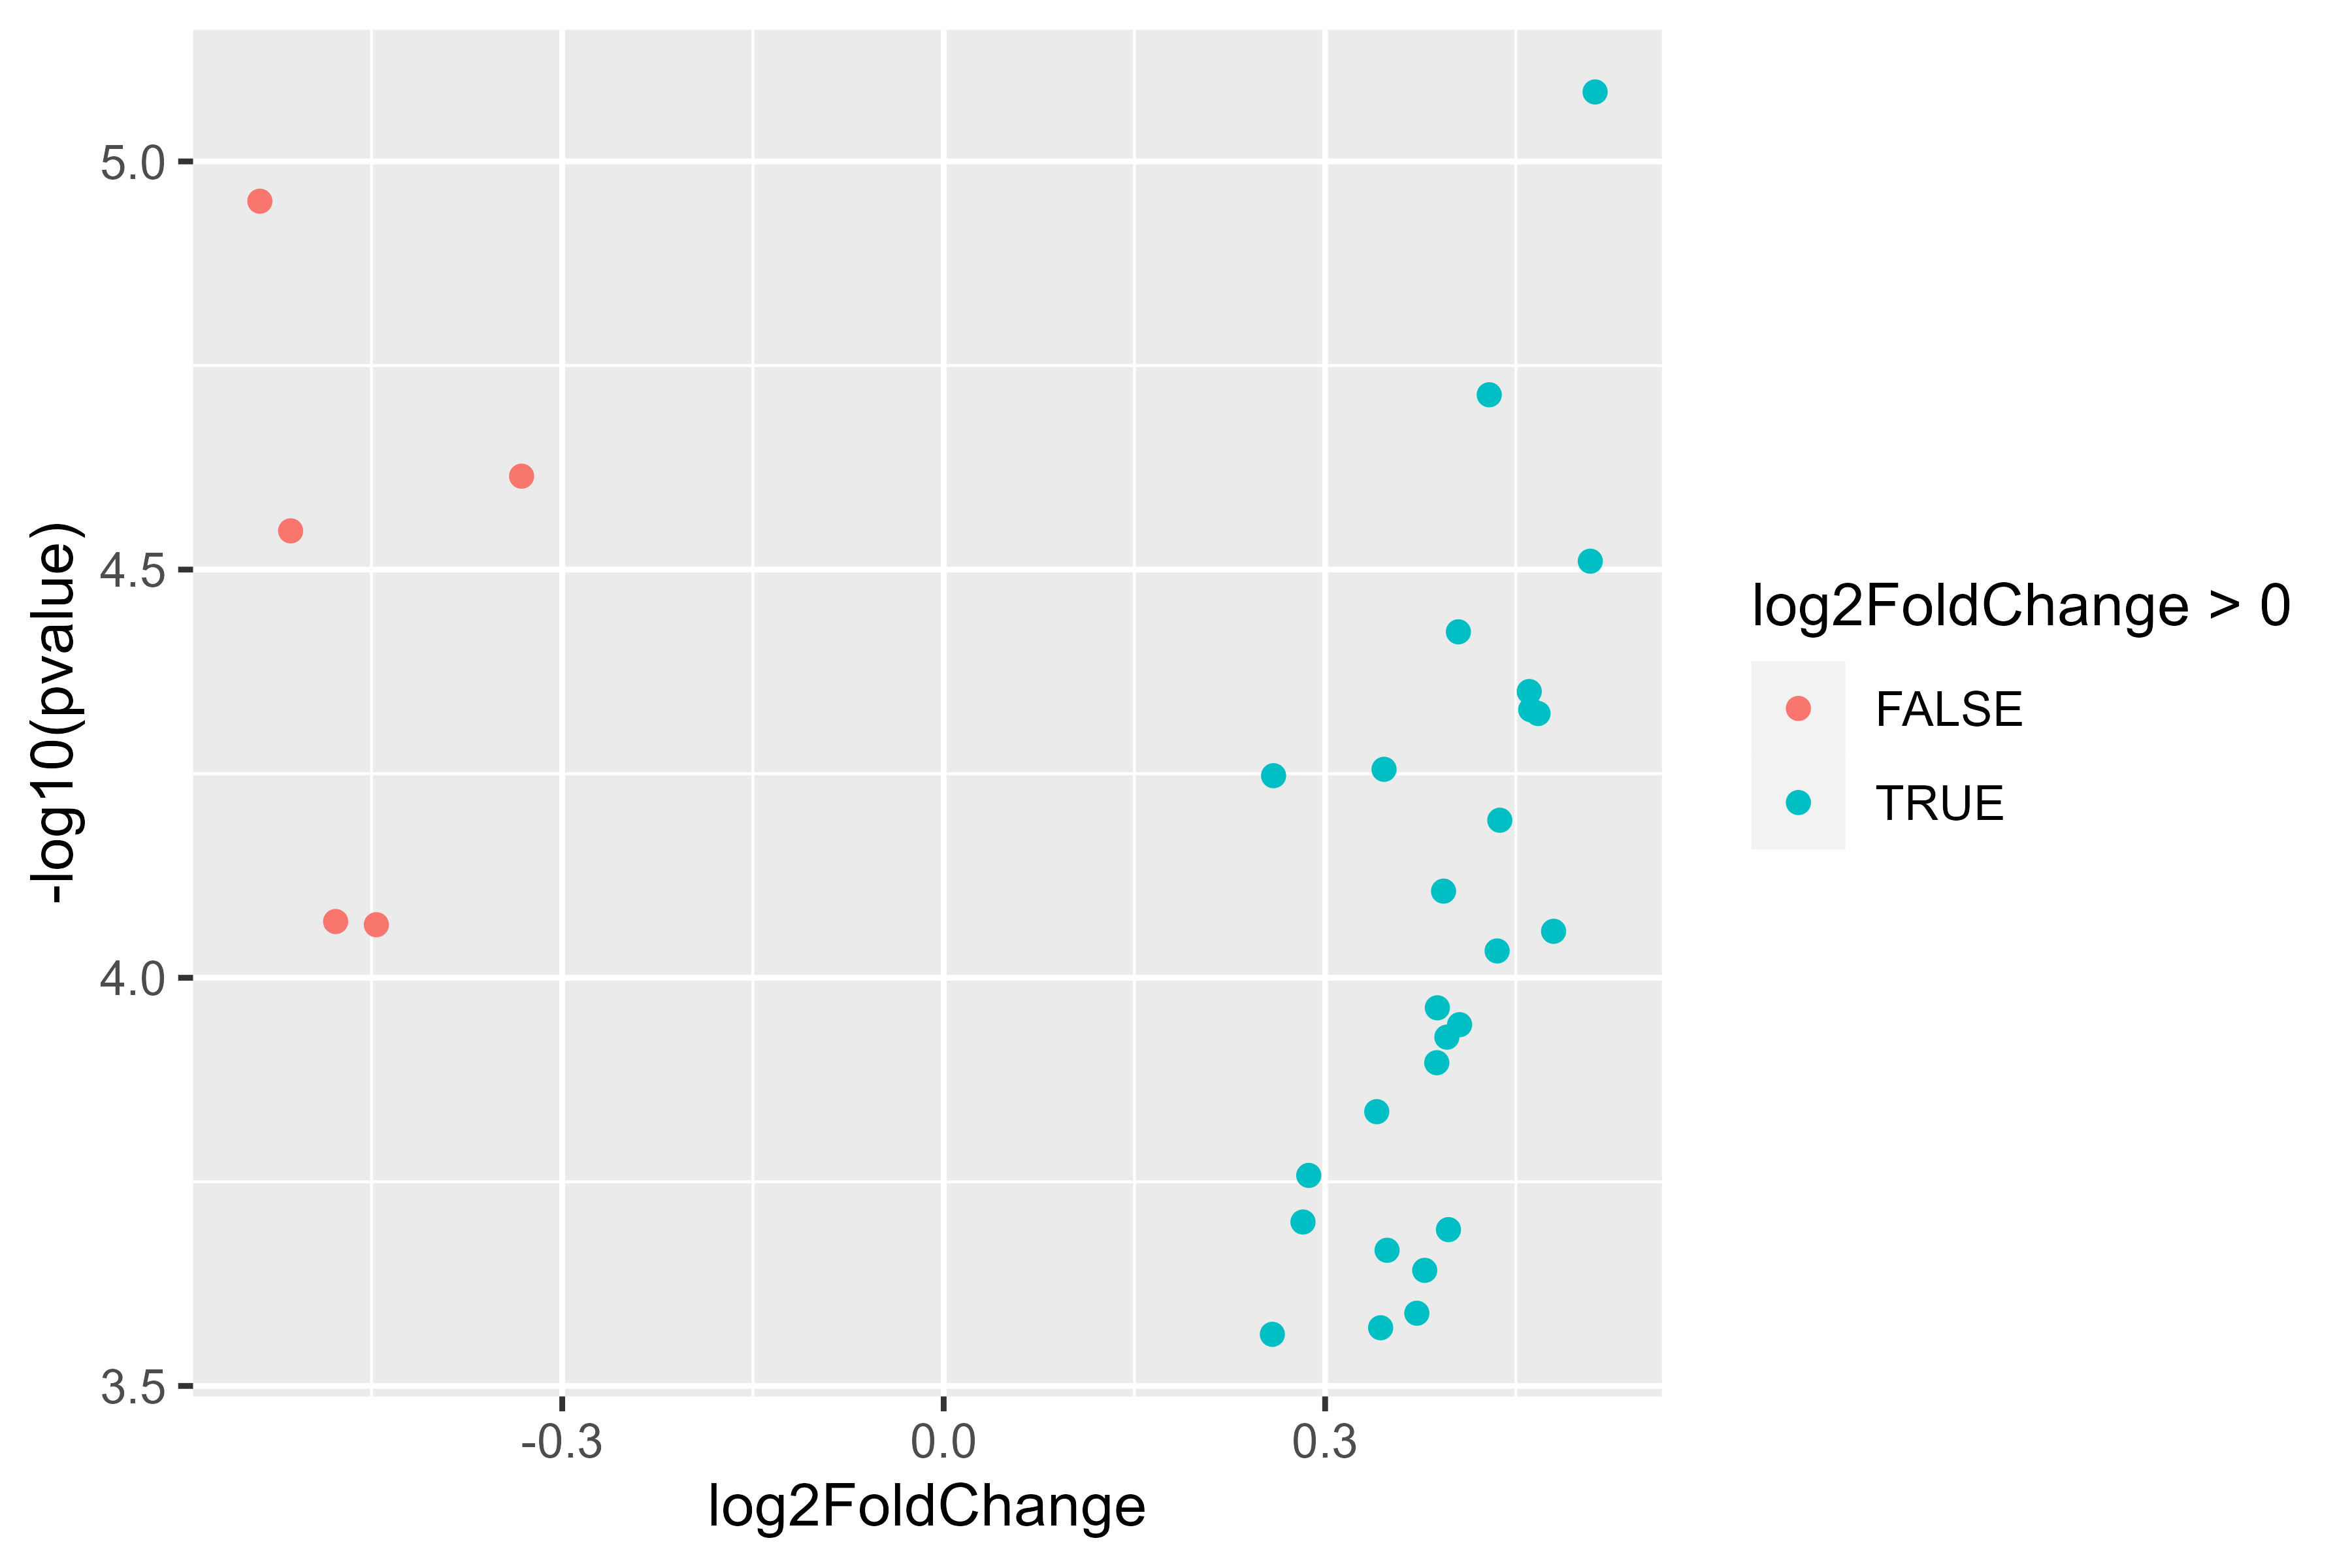 5.0
4.5
4.0
3.5
-log10(pvalue)
-0.3
0.0
0.3
log2FoldChange
log2FoldChange > 0
FALSE
TRUE